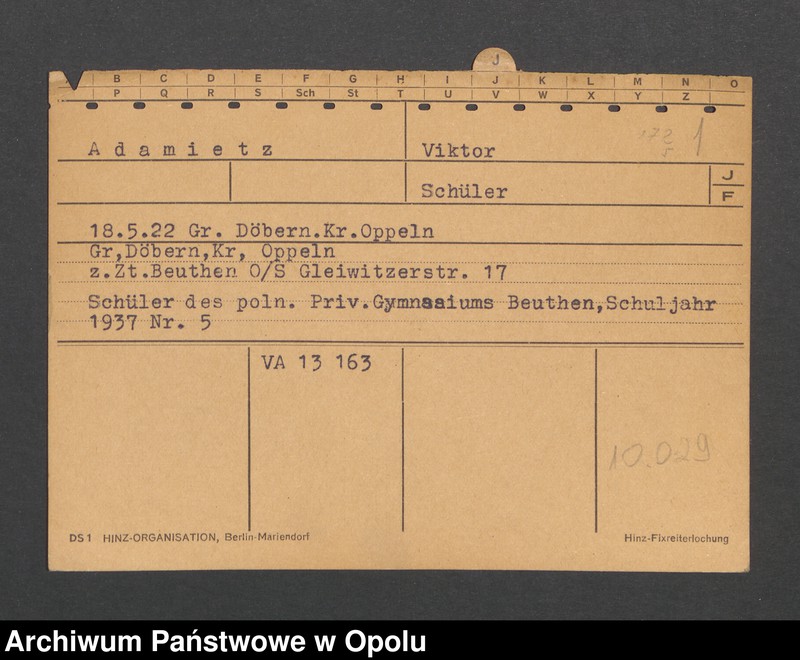 J
B C D E F G H I J K L M N O
P Q R S Sch St T U V W X Y Z
1
Adamietz Viktor
Schüler J
F
18.5.22 Gr. Döbern.Kr.Oppeln
Gr,Döbern,Kr, Oppeln
z.Zt.Beuthen O/S Gleiwitzerstr. 17
Schüler des poln. Priv.Gymnaaiums Beuthen,Schuljahr
1937 Nr. 5
VA 13 163
10.029
DS1 HINZ-ORGANISATION, Berlin-Mariendorf Hinz-Fixreiterlochung
Archiwum Państwowe w Opolu